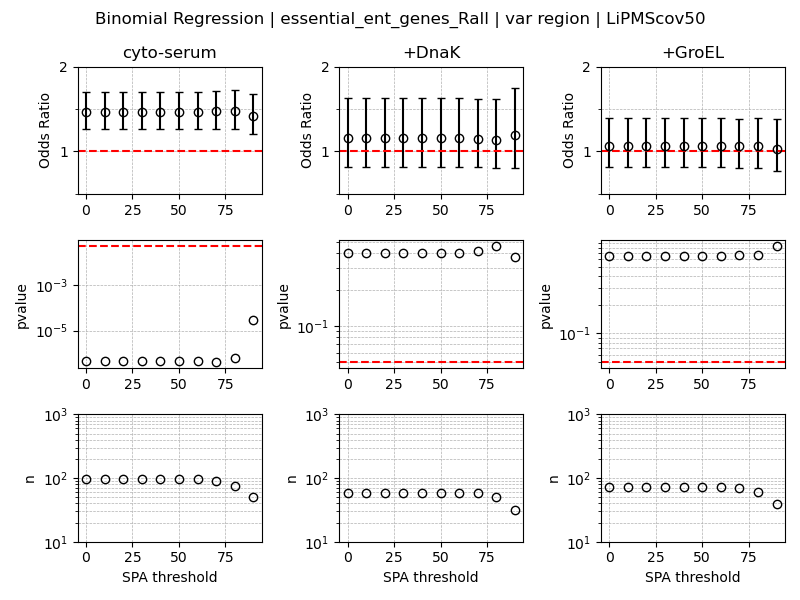 Binomial Regression | essential_ent_genes_Rall | var region | LiPMScov50
cyto-serum
+DnaK
+GroEL
Odds Ratio
2
1
0 25 50 75
Odds Ratio
2
1
0 25 50 75
Odds Ratio
2
1
0 25 50 75
pvalue
10⁻³
10⁻⁵
0 25 50 75
pvalue
10⁻¹
0 25 50 75
pvalue
10⁻¹
0 25 50 75
n
10³
10²
10¹
0 25 50 75
SPA threshold
n
10³
10²
10¹
0 25 50 75
SPA threshold
n
10³
10²
10¹
0 25 50 75
SPA threshold